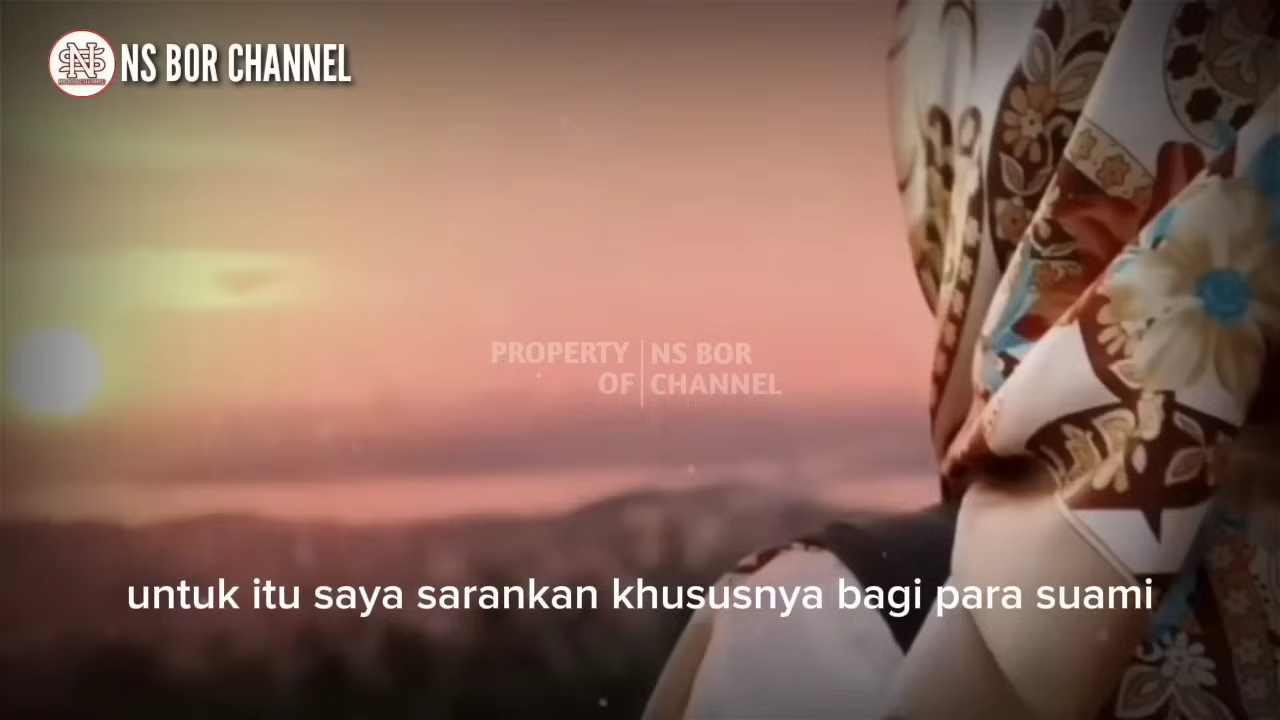 NS BOR CHANNEL
PROPERTY OF
NS BOR CHANNEL
untuk itu saya sarankan khususnya bagi para suami